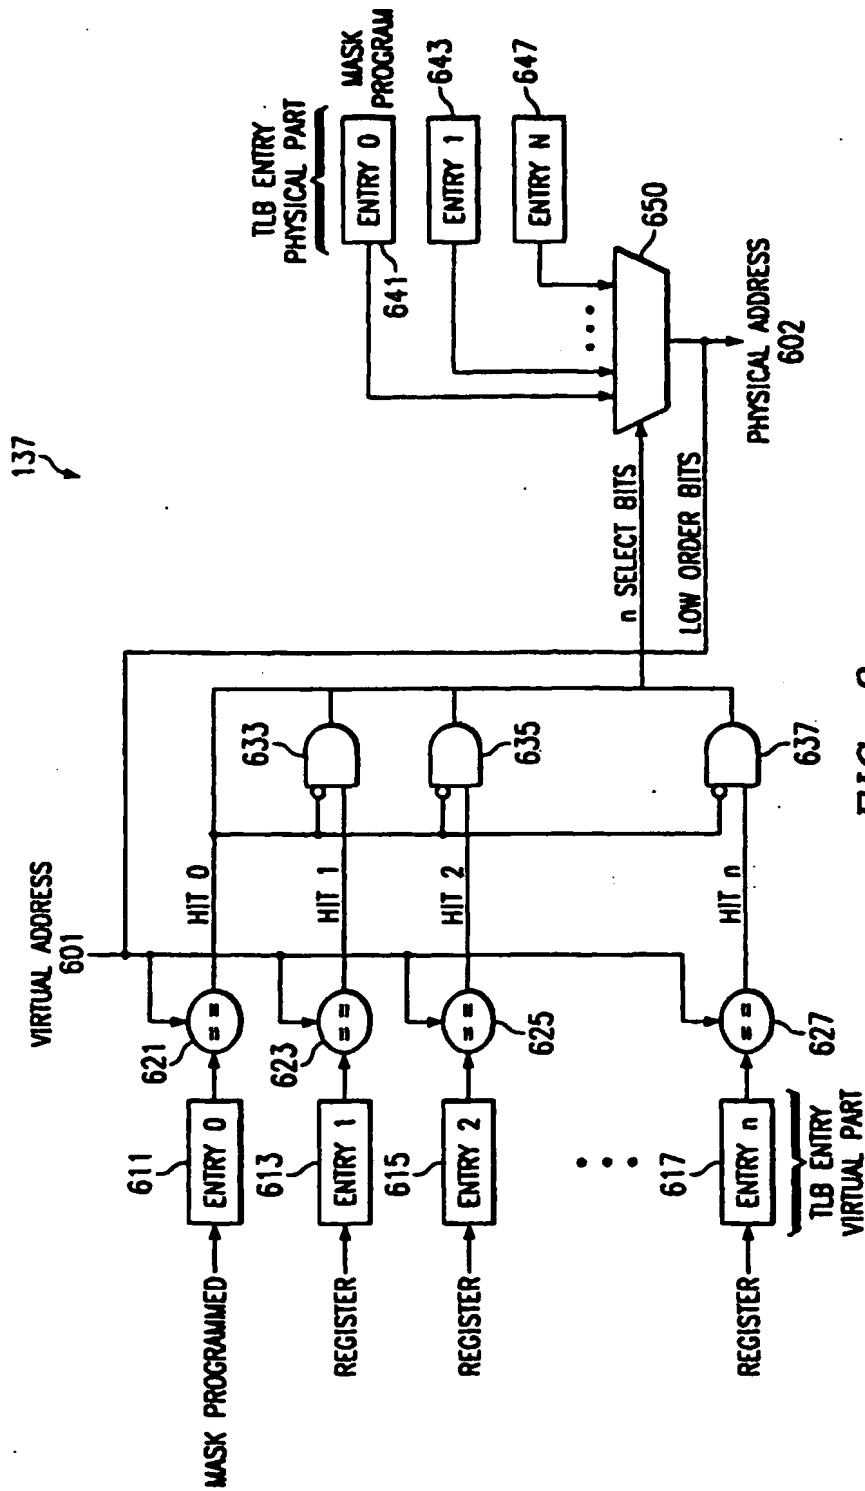 137
VIRTUAL ADDRESS
601
MASK PROGRAMMED
611
ENTRY 0
621
= =
HIT 0
REGISTER
613
ENTRY 1
623
= =
HIT 1
633
REGISTER
615
ENTRY 2
= =
625
HIT 2
635
617
REGISTER
ENTRY n
= =
627
HIT n
637
TLB ENTRY
VIRTUAL PART
n SELECT BITS
LOW ORDER BITS
TLB ENTRY
PHYSICAL PART
MASK
PROGRAM
ENTRY 0
641
ENTRY 1
643
ENTRY N
647
650
PHYSICAL ADDRESS
602
FIG.